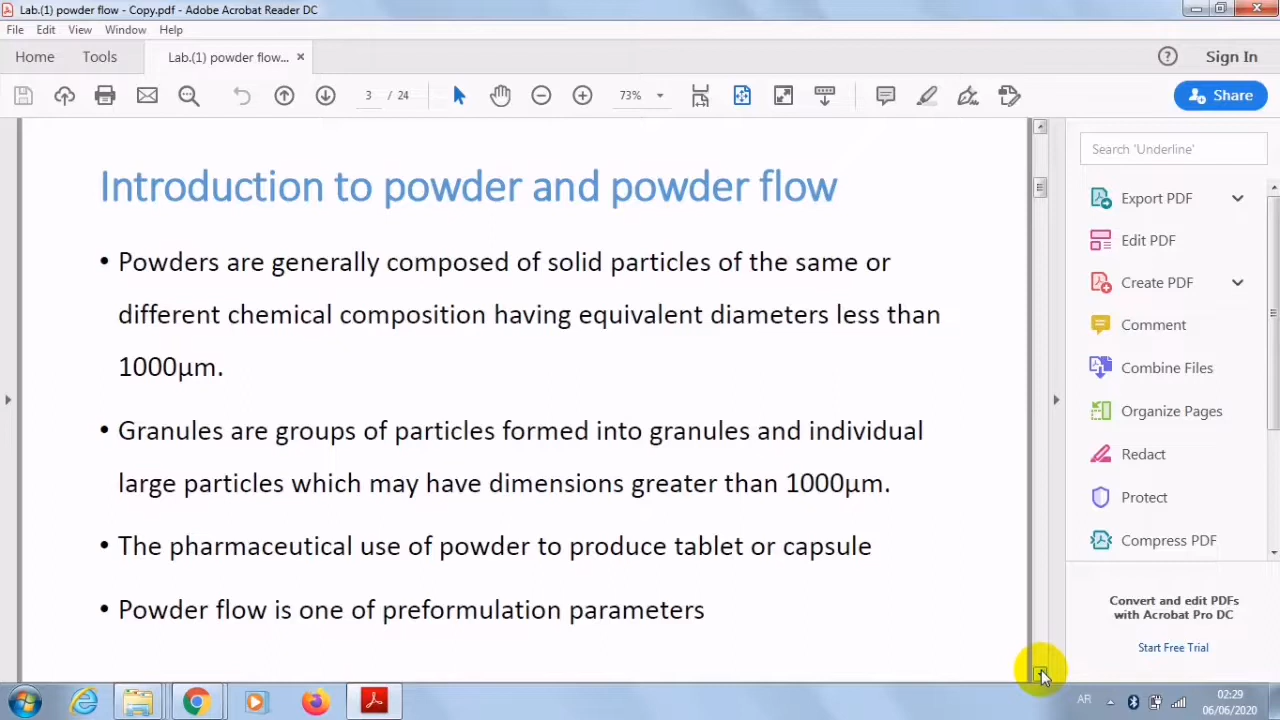 Lab.(1) powder flow - Copy.pdf - Adobe Acrobat Reader DC
File Edit View Window Help
Home Tools Lab.(1) powder flow... × Sign In
3 / 24 73% Share
Introduction to powder and powder flow
• Powders are generally composed of solid particles of the same or
different chemical composition having equivalent diameters less than
1000µm.
• Granules are groups of particles formed into granules and individual
large particles which may have dimensions greater than 1000µm.
• The pharmaceutical use of powder to produce tablet or capsule
• Powder flow is one of preformulation parameters
Search 'Underline'
Export PDF
Edit PDF
Create PDF
Comment
Combine Files
Organize Pages
Redact
Protect
Compress PDF
Convert and edit PDFs
with Acrobat Pro DC
Start Free Trial
AR
02:29
06/06/2020